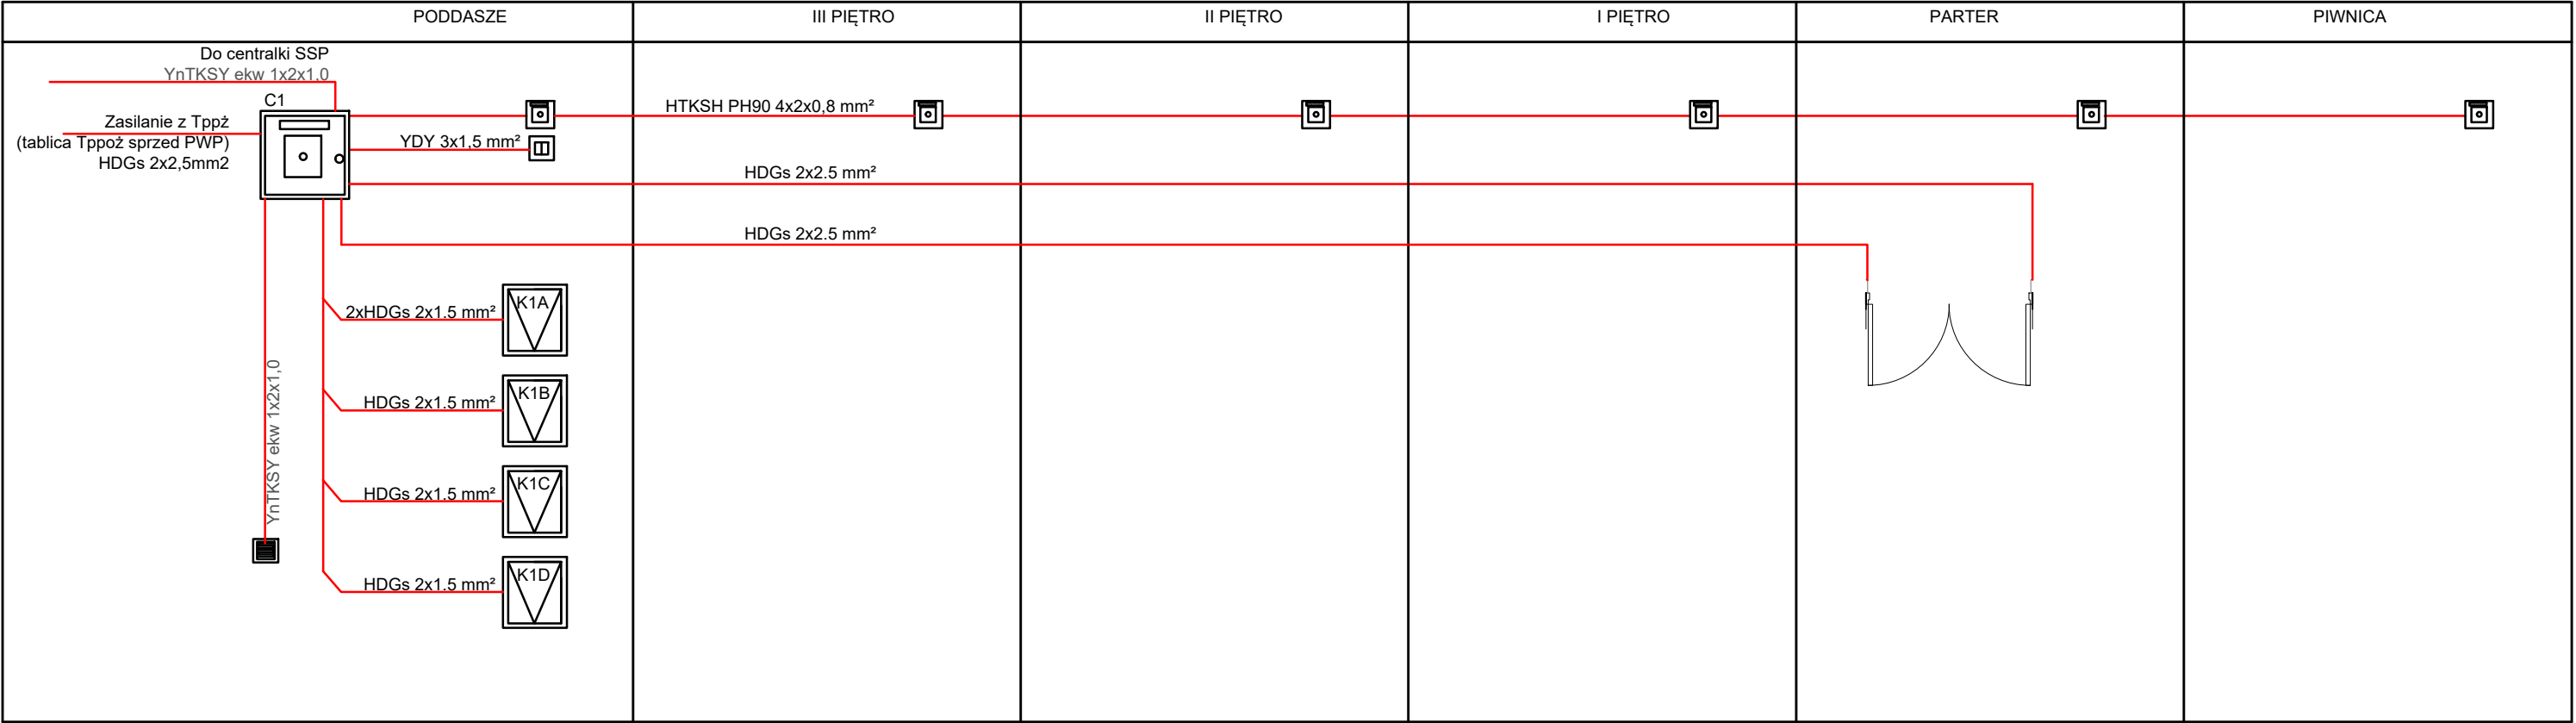 PODDASZE
III PIĘTRO
II PIĘTRO
I PIĘTRO
PARTER
PIWNICA
Do centralki SSP
YnTKSY ekw 1x2x1,0
C1
Zasilanie z Tppż
(tablica Tppoż sprzed PWP)
HDGs 2x2,5mm2
HTKSH PH90 4x2x0,8 mm²
YDY 3x1,5 mm²
HDGs 2x2.5 mm²
HDGs 2x2.5 mm²
2xHDGs 2x1.5 mm²
K1A
HDGs 2x1.5 mm²
K1B
HDGs 2x1.5 mm²
K1C
HDGs 2x1.5 mm²
K1D
YnTKSY ekw 1x2x1,0